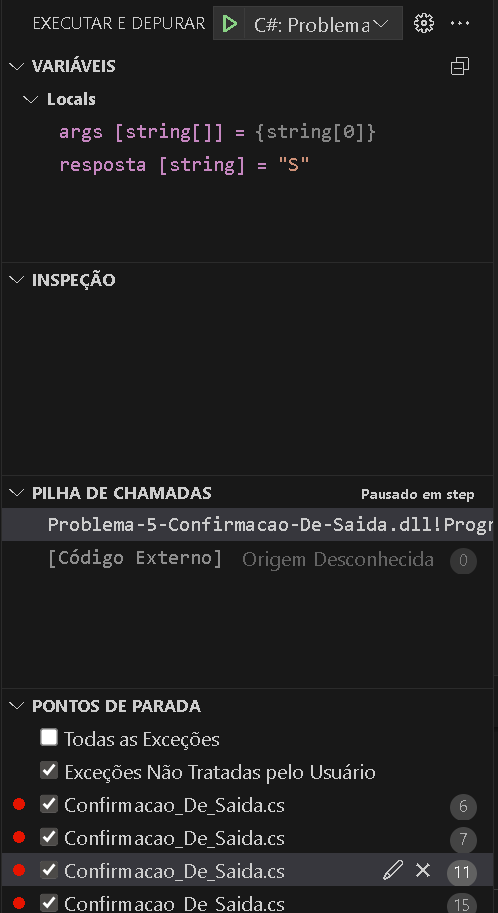 EXECUTAR E DEPURAR C#: Problema
VARIÁVEIS
Locals
args [string[]] = {string[0]}
resposta [string] = "S"
INSPEÇÃO
PILHA DE CHAMADAS Pausado em step
Problema-5-Confirmacao-De-Saida.dll!Progr
[Código Externo] Origem Desconhecida 0
PONTOS DE PARADA
Todas as Exceções
Exceções Não Tratadas pelo Usuário
Confirmacao_De_Saida.cs 6
Confirmacao_De_Saida.cs 7
Confirmacao_De_Saida.cs 11
Confirmacao_De_Saida.cs 15